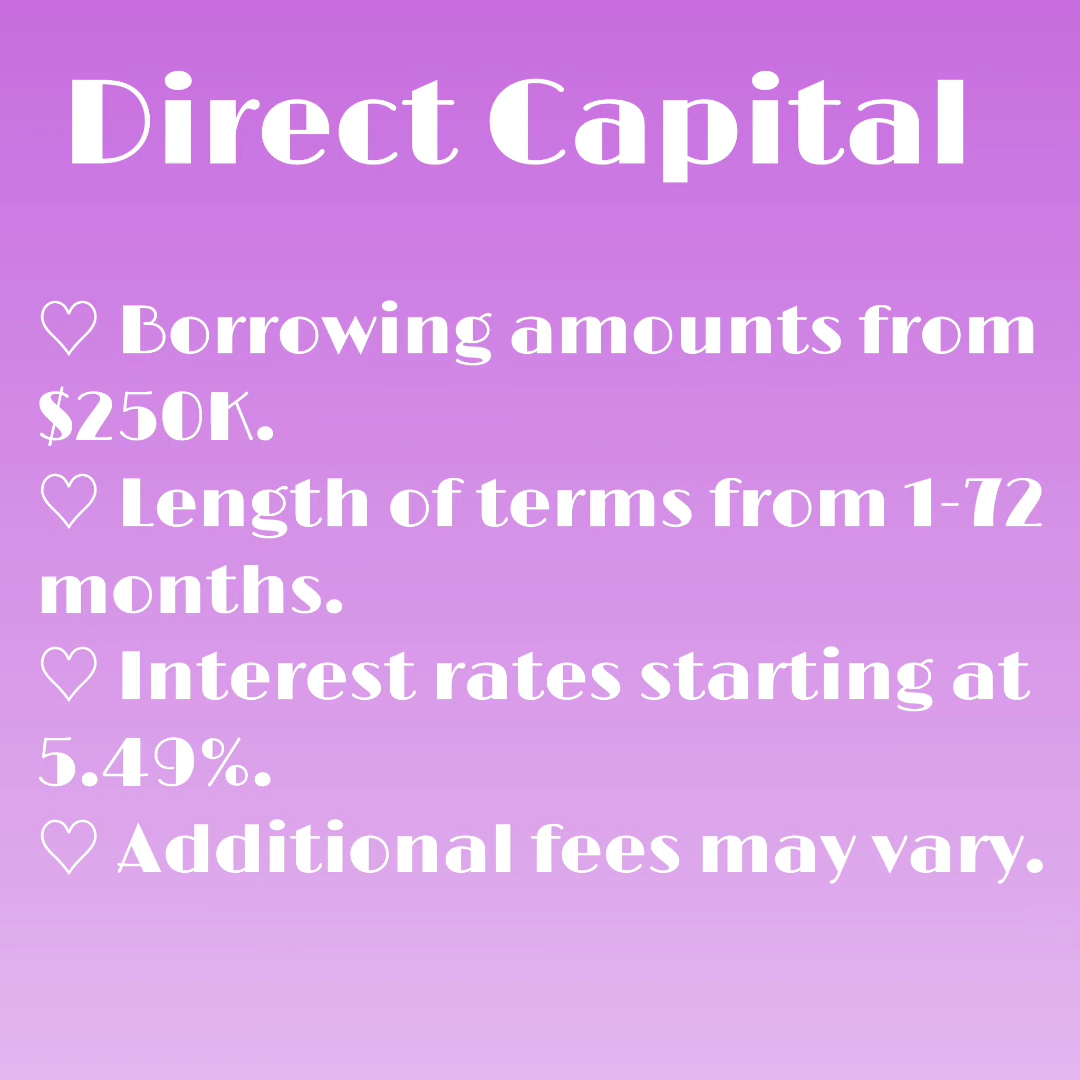 Direct Capital
♡ Borrowing amounts from
$250K.
♡ Length of terms from 1-72
months.
♡ Interest rates starting at
5.49%.
♡ Additional fees may vary.